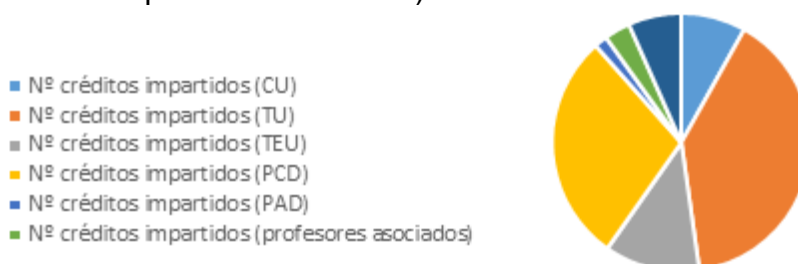 Nº créditos impartidos (CU)
Nº créditos impartidos (TU)
Nº créditos impartidos (TEU)
Nº créditos impartidos (PCD)
Nº créditos impartidos (PAD)
Nº créditos impartidos (profesores asociados)